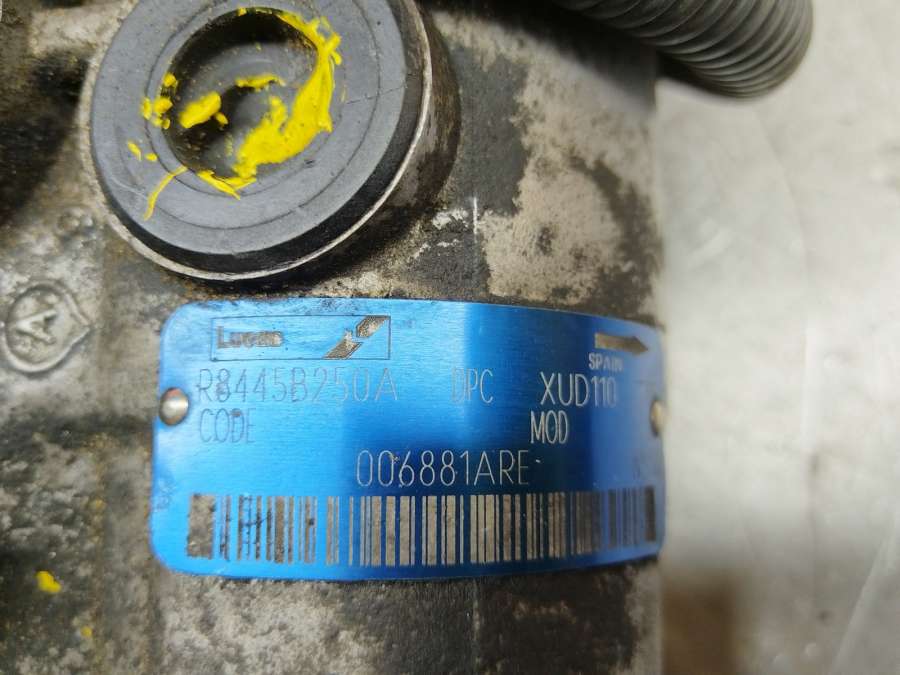 Lucas
SPAIN
R8445B250A DPC XUD110
CODE MOD
006881ARE
A